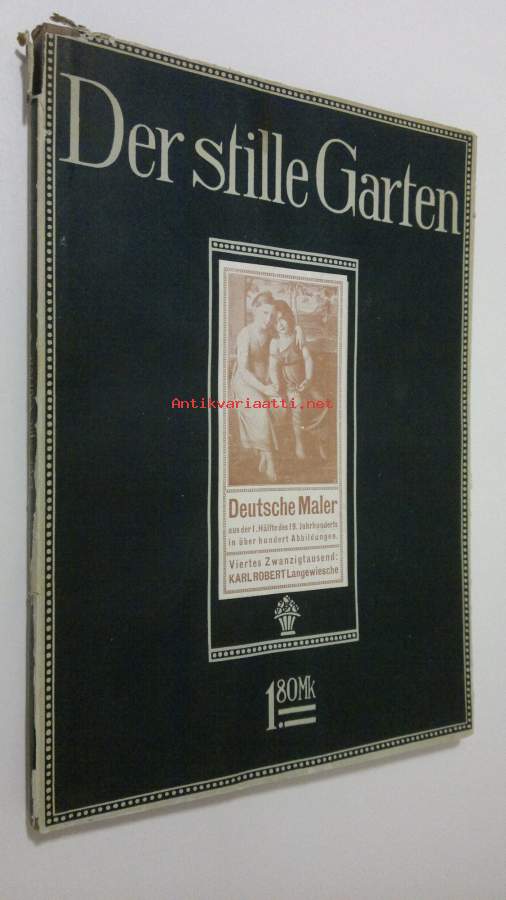 Der stille Garten
Antikvariaatti.net
Deutsche Maler
aus der 1. Hälfte des 19. Jahrhunderts
in über hundert Abbildungen.
Viertes Zwanzigtausend:
KARL ROBERT Langewiesche
1.80 Mk